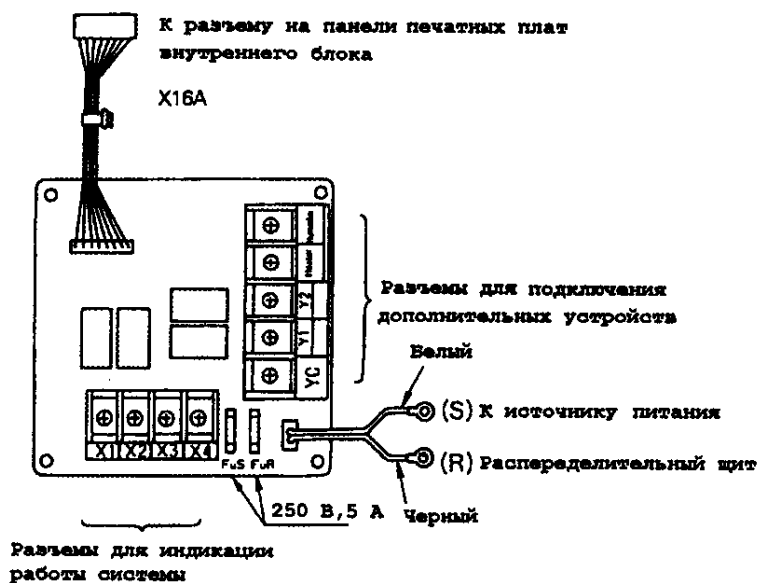 К разъему на панели печатных плат
внутреннего блока
X16A
Y2
Y1
YC
Разъемы для подключения
дополнительных устройств
Белый
(S) К источнику питания
(R) Распеределительный щит
Черный
X1 X2 X3 X4
FuS FuR
250 В,5 А
Разъемы для индикации
работы системы